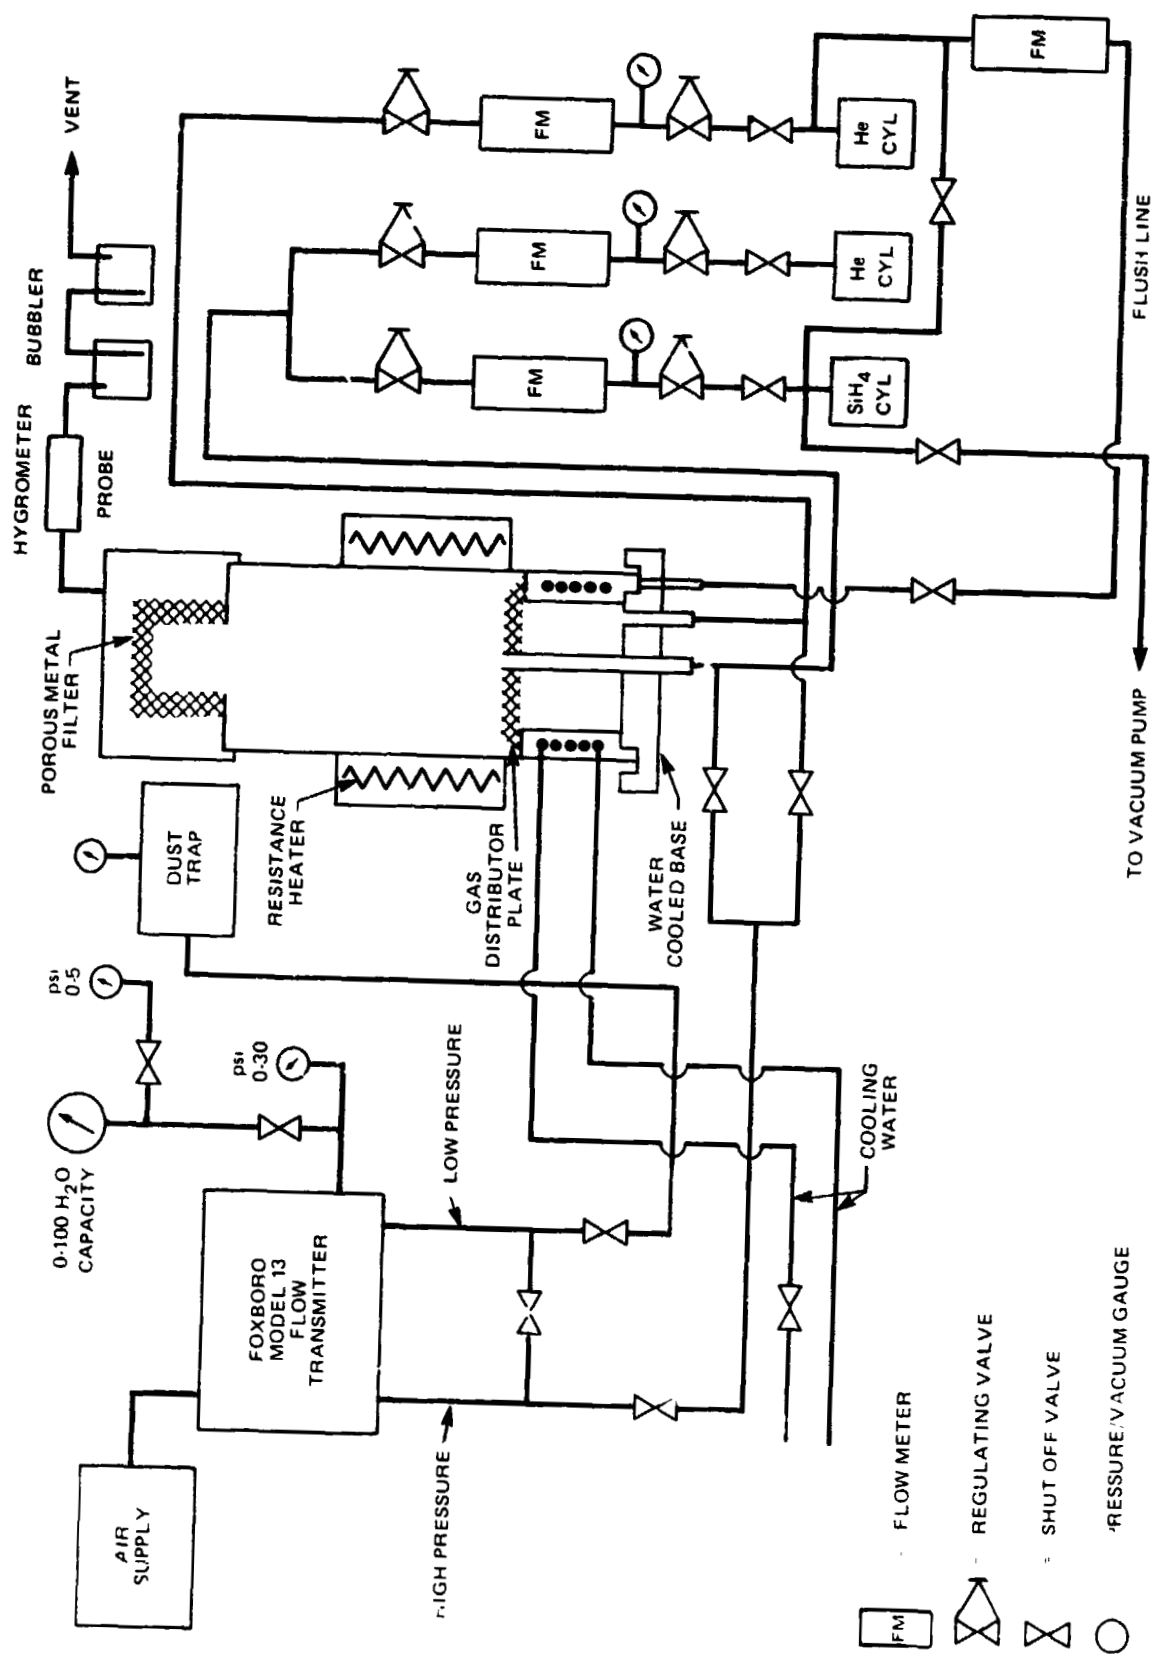 AIR
SUPPLY
FOXBORO
MODEL 13
FLOW
TRANSMITTER
0-100 H2O
CAPACITY
psi
0-5
psi
0-30
HIGH PRESSURE
LOW PRESSURE
DUST
TRAP
RESISTANCE
HEATER
POROUS METAL
FILTER
GAS
DISTRIBUTOR
PLATE
WATER
COOLED BASE
COOLING
WATER
HYGROMETER
PROBE
BUBBLER
VENT
FM
FM
FM
SiH4
CYL
He
CYL
He
CYL
FM
FLUSH LINE
TO VACUUM PUMP
FM
FLOW METER
- REGULATING VALVE
= SHUT OFF VALVE
PRESSURE/VACUUM GAUGE